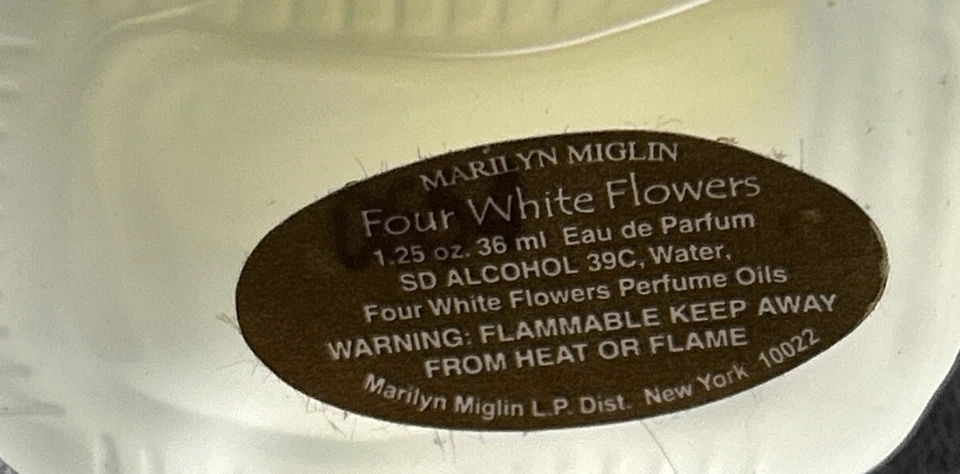 MARILYN MIGLIN
Four White Flowers
1.25 oz. 36 ml Eau de Parfum
SD ALCOHOL 39C, Water,
Four White Flowers Perfume Oils
WARNING: FLAMMABLE KEEP AWAY
FROM HEAT OR FLAME
Marilyn Miglin L.P. Dist. New York 10022